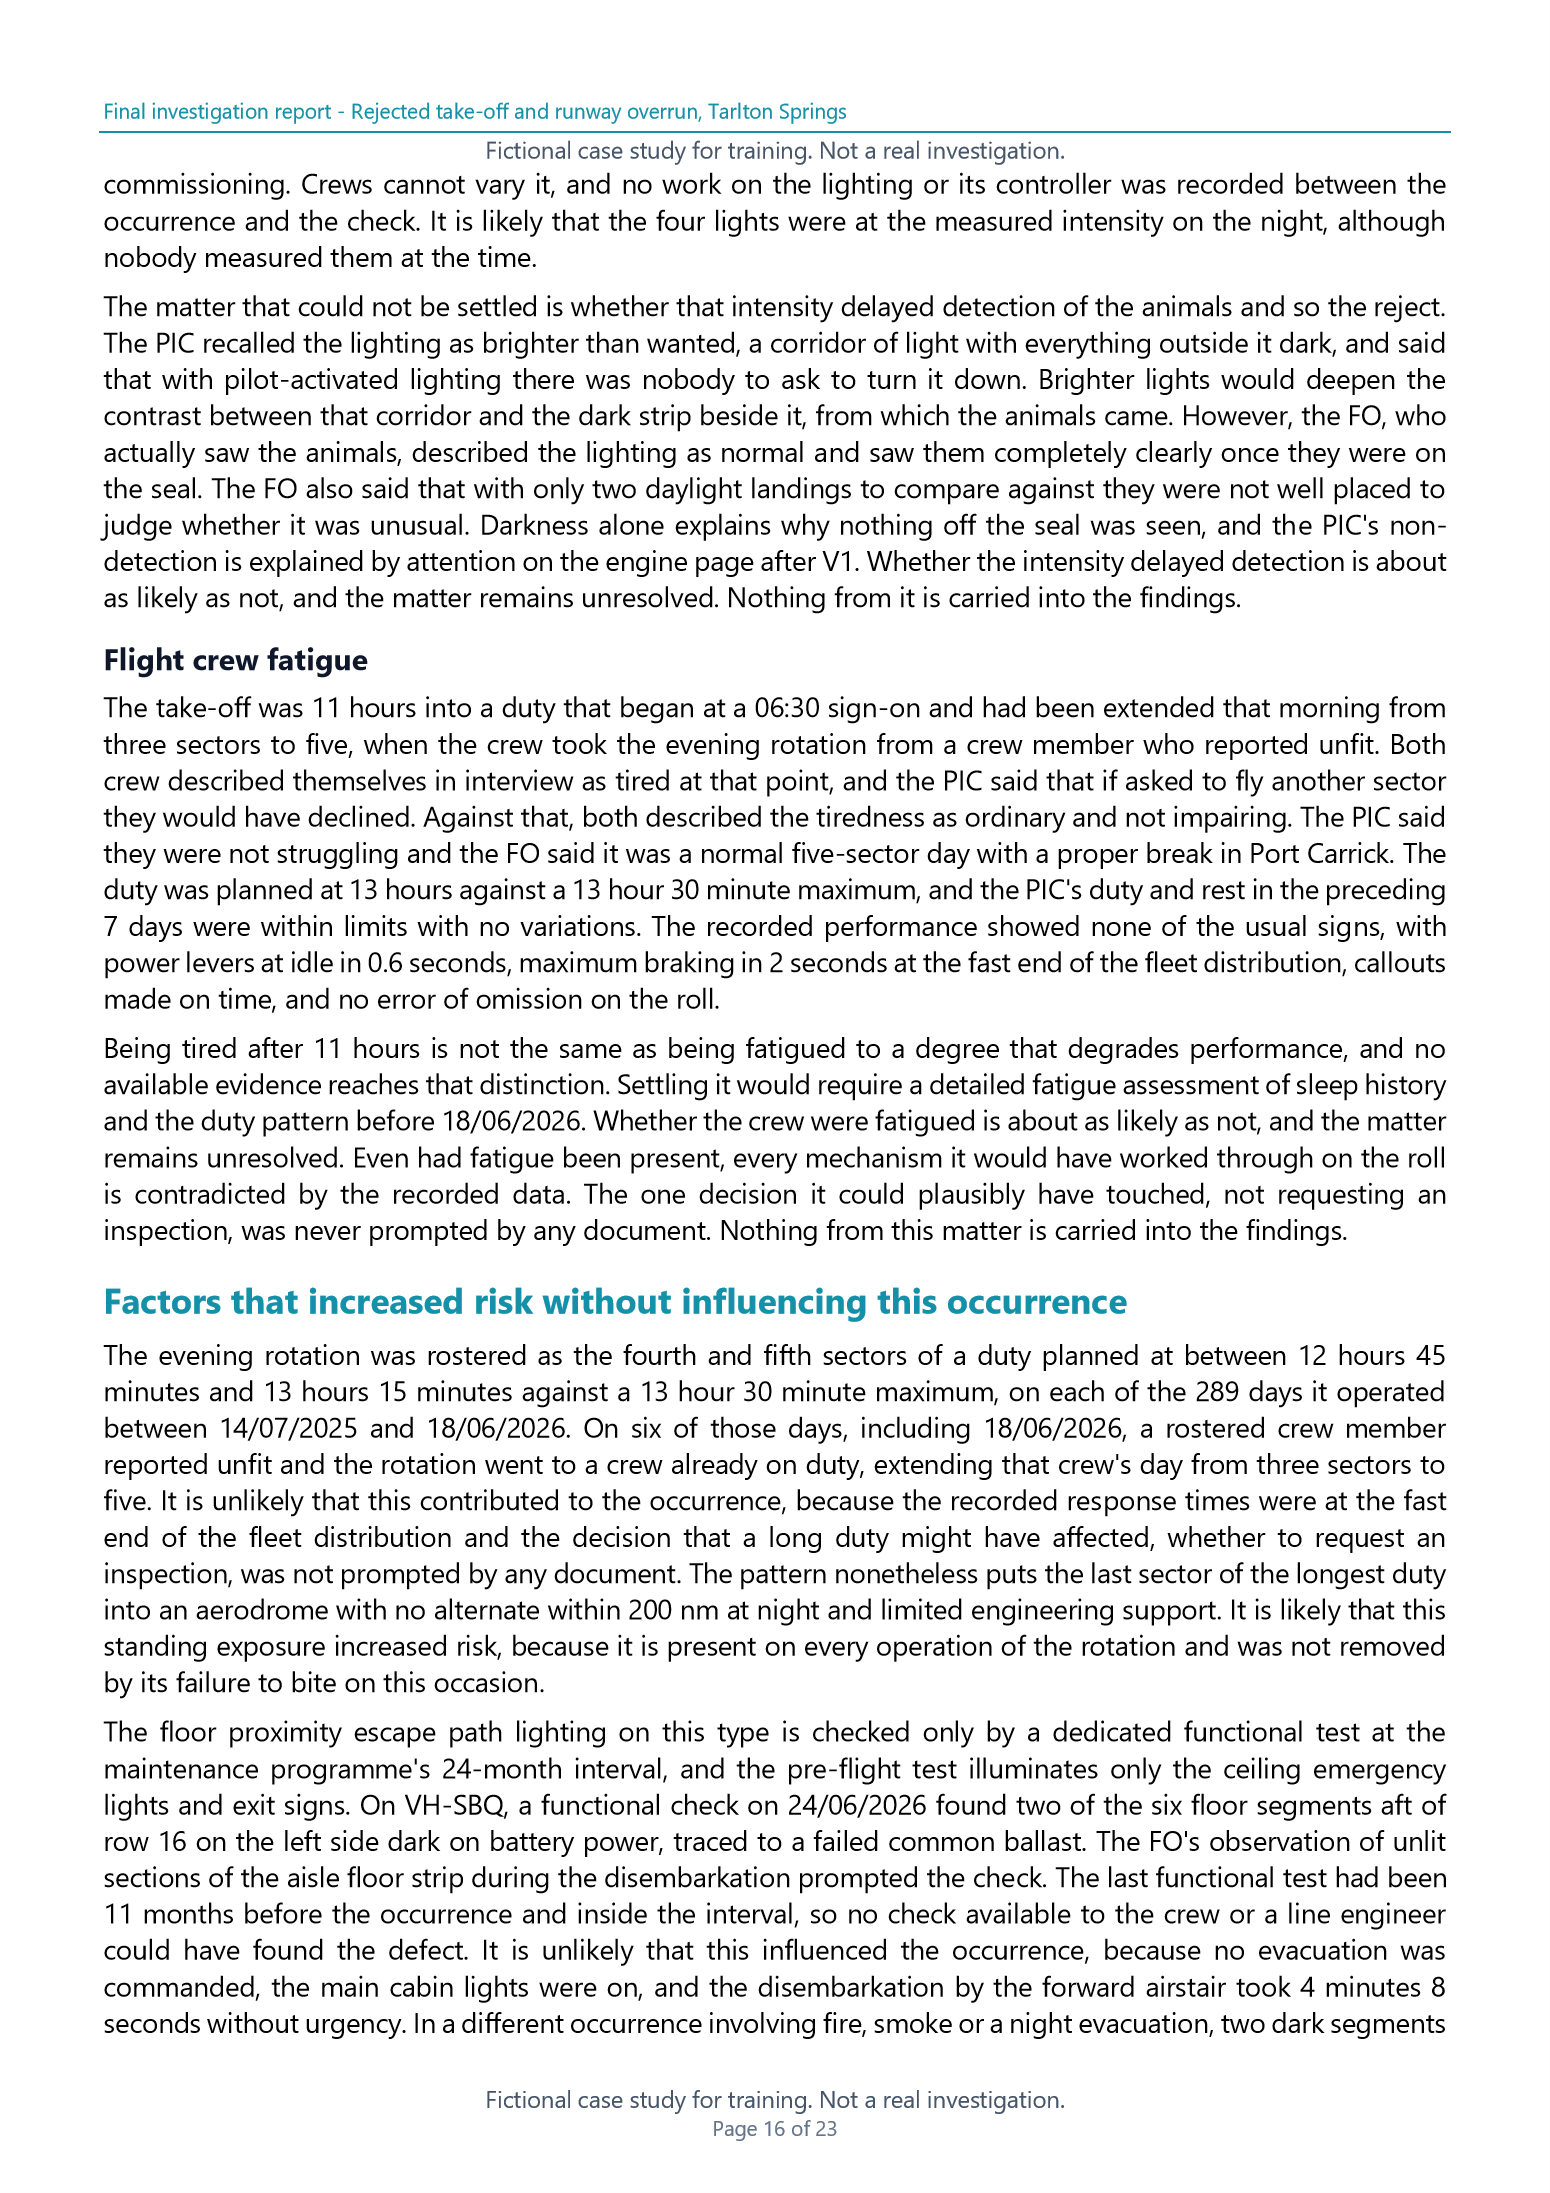 Final investigation report - Rejected take-off and runway overrun, Tarlton Springs
Fictional case study for training. Not a real investigation.
commissioning. Crews cannot vary it, and no work on the lighting or its controller was recorded between the
occurrence and the check. It is likely that the four lights were at the measured intensity on the night, although
nobody measured them at the time.
The matter that could not be settled is whether that intensity delayed detection of the animals and so the reject.
The PIC recalled the lighting as brighter than wanted, a corridor of light with everything outside it dark, and said
that with pilot-activated lighting there was nobody to ask to turn it down. Brighter lights would deepen the
contrast between that corridor and the dark strip beside it, from which the animals came. However, the FO, who
actually saw the animals, described the lighting as normal and saw them completely clearly once they were on
the seal. The FO also said that with only two daylight landings to compare against they were not well placed to
judge whether it was unusual. Darkness alone explains why nothing off the seal was seen, and the PIC's non-
detection is explained by attention on the engine page after V1. Whether the intensity delayed detection is about
as likely as not, and the matter remains unresolved. Nothing from it is carried into the findings.
Flight crew fatigue
The take-off was 11 hours into a duty that began at a 06:30 sign-on and had been extended that morning from
three sectors to five, when the crew took the evening rotation from a crew member who reported unfit. Both
crew described themselves in interview as tired at that point, and the PIC said that if asked to fly another sector
they would have declined. Against that, both described the tiredness as ordinary and not impairing. The PIC said
they were not struggling and the FO said it was a normal five-sector day with a proper break in Port Carrick. The
duty was planned at 13 hours against a 13 hour 30 minute maximum, and the PIC's duty and rest in the preceding
7 days were within limits with no variations. The recorded performance showed none of the usual signs, with
power levers at idle in 0.6 seconds, maximum braking in 2 seconds at the fast end of the fleet distribution, callouts
made on time, and no error of omission on the roll.
Being tired after 11 hours is not the same as being fatigued to a degree that degrades performance, and no
available evidence reaches that distinction. Settling it would require a detailed fatigue assessment of sleep history
and the duty pattern before 18/06/2026. Whether the crew were fatigued is about as likely as not, and the matter
remains unresolved. Even had fatigue been present, every mechanism it would have worked through on the roll
is contradicted by the recorded data. The one decision it could plausibly have touched, not requesting an
inspection, was never prompted by any document. Nothing from this matter is carried into the findings.
Factors that increased risk without influencing this occurrence
The evening rotation was rostered as the fourth and fifth sectors of a duty planned at between 12 hours 45
minutes and 13 hours 15 minutes against a 13 hour 30 minute maximum, on each of the 289 days it operated
between 14/07/2025 and 18/06/2026. On six of those days, including 18/06/2026, a rostered crew member
reported unfit and the rotation went to a crew already on duty, extending that crew's day from three sectors to
five. It is unlikely that this contributed to the occurrence, because the recorded response times were at the fast
end of the fleet distribution and the decision that a long duty might have affected, whether to request an
inspection, was not prompted by any document. The pattern nonetheless puts the last sector of the longest duty
into an aerodrome with no alternate within 200 nm at night and limited engineering support. It is likely that this
standing exposure increased risk, because it is present on every operation of the rotation and was not removed
by its failure to bite on this occasion.
The floor proximity escape path lighting on this type is checked only by a dedicated functional test at the
maintenance programme's 24-month interval, and the pre-flight test illuminates only the ceiling emergency
lights and exit signs. On VH-SBQ, a functional check on 24/06/2026 found two of the six floor segments aft of
row 16 on the left side dark on battery power, traced to a failed common ballast. The FO's observation of unlit
sections of the aisle floor strip during the disembarkation prompted the check. The last functional test had been
11 months before the occurrence and inside the interval, so no check available to the crew or a line engineer
could have found the defect. It is unlikely that this influenced the occurrence, because no evacuation was
commanded, the main cabin lights were on, and the disembarkation by the forward airstair took 4 minutes 8
seconds without urgency. In a different occurrence involving fire, smoke or a night evacuation, two dark segments
Fictional case study for training. Not a real investigation.
Page 16 of 23